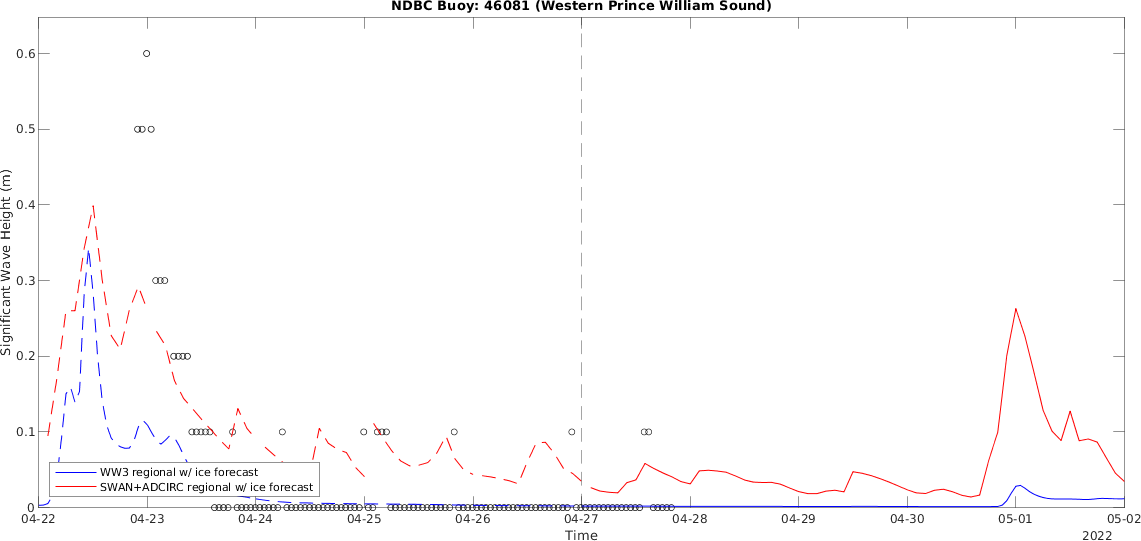 NDBC Buoy: 46081 (Western Prince William Sound)
0.6
0.5
0.4
0.3
0.2
0.1
0
Significant Wave Height (m)
WW3 regional w/ ice forecast
SWAN+ADCIRC regional w/ ice forecast
04-22 04-23 04-24 04-25 04-26 04-27 04-28 04-29 04-30 05-01 05-02
Time
2022